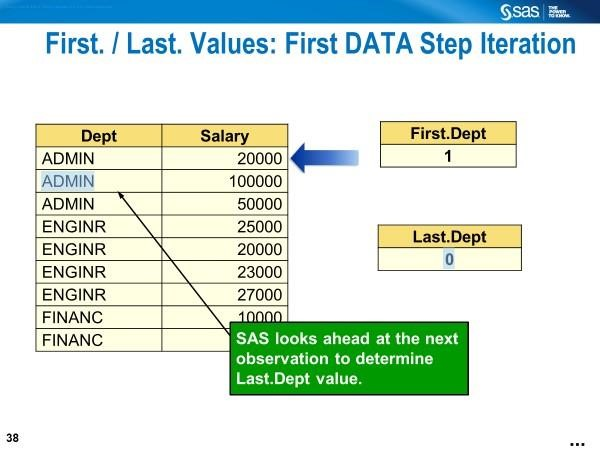 sas THE POWER TO KNOW.
First. / Last. Values: First DATA Step Iteration
Dept Salary
ADMIN 20000
ADMIN 100000
ADMIN 50000
ENGINR 25000
ENGINR 20000
ENGINR 23000
ENGINR 27000
FINANC 10000
FINANC
First.Dept
1
Last.Dept
0
SAS looks ahead at the next
observation to determine
Last.Dept value.
38
...